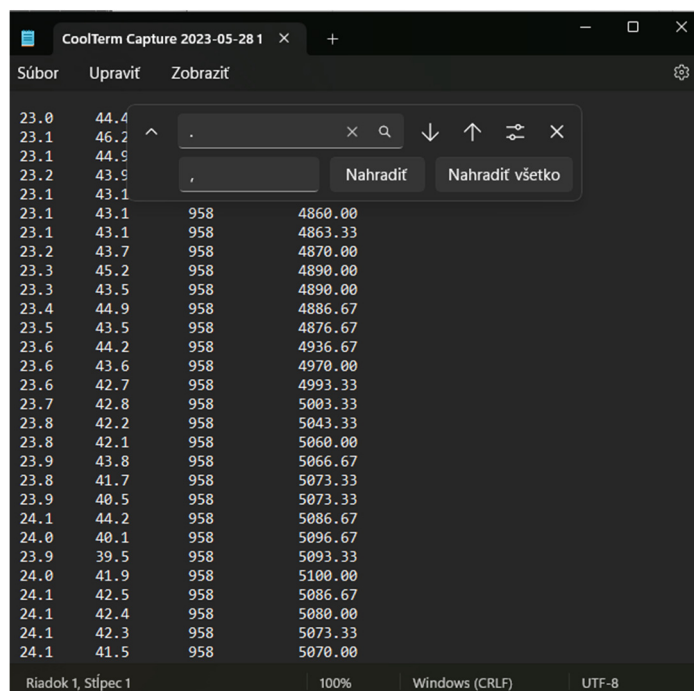 CoolTerm Capture 2023-05-28 1
Súbor Upraviť Zobraziť
.
, Nahradiť Nahradiť všetko
23.0 44.4
23.1 46.2
23.1 44.9
23.2 43.9
23.1 43.1
23.1 43.1 958 4860.00
23.1 43.1 958 4863.33
23.2 43.7 958 4870.00
23.3 45.2 958 4890.00
23.3 43.5 958 4890.00
23.4 44.9 958 4886.67
23.5 43.5 958 4876.67
23.6 44.2 958 4936.67
23.6 43.6 958 4970.00
23.6 42.7 958 4993.33
23.7 42.8 958 5003.33
23.8 42.2 958 5043.33
23.8 42.1 958 5060.00
23.9 43.8 958 5066.67
23.8 41.7 958 5073.33
23.9 40.5 958 5073.33
24.1 44.2 958 5086.67
24.0 40.1 958 5096.67
23.9 39.5 958 5093.33
24.0 41.9 958 5100.00
24.1 42.5 958 5086.67
24.1 42.4 958 5080.00
24.1 42.3 958 5073.33
24.1 41.5 958 5070.00
Riadok 1, Stĺpec 1 100% Windows (CRLF) UTF-8